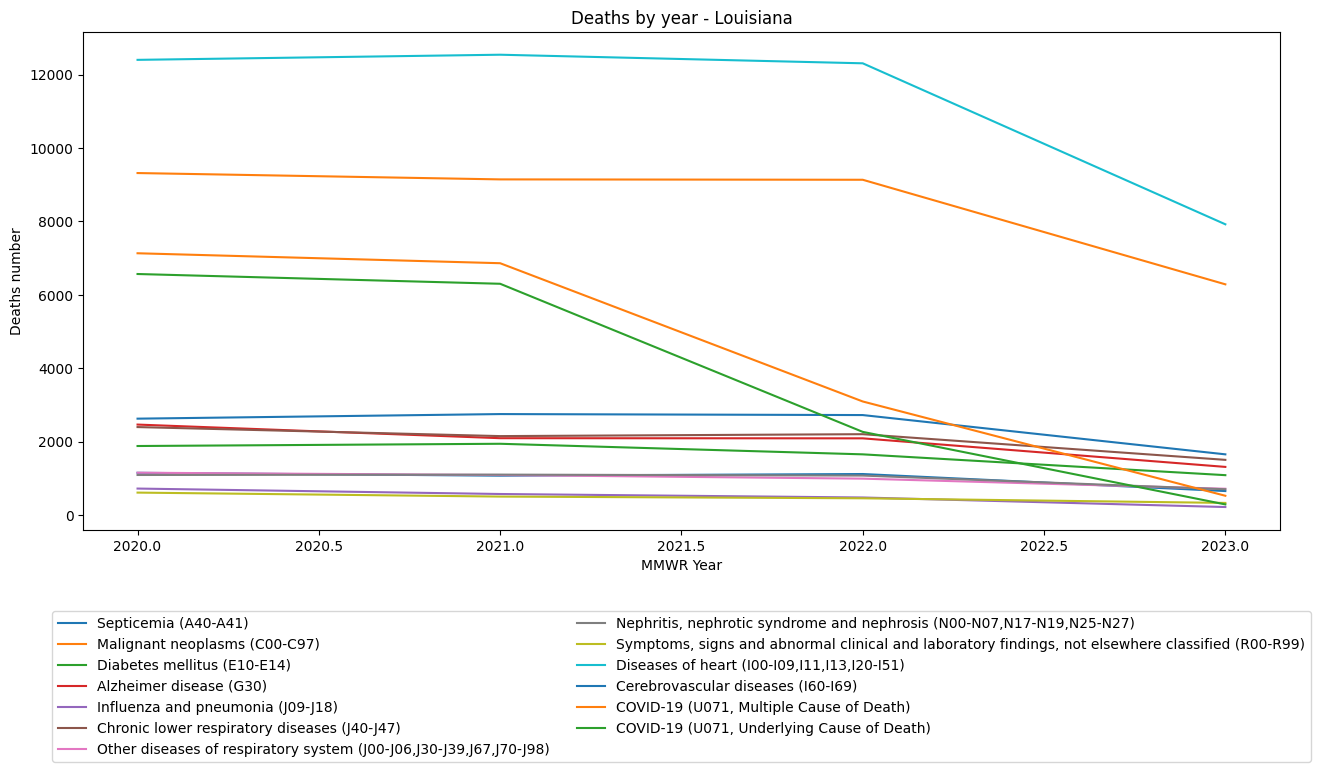 Deaths by year - Louisiana
12000
10000
8000
6000
4000
2000
0
Deaths number
2020.0 2020.5 2021.0 2021.5 2022.0 2022.5 2023.0
MMWR Year
Septicemia (A40-A41)
Malignant neoplasms (C00-C97)
Diabetes mellitus (E10-E14)
Alzheimer disease (G30)
Influenza and pneumonia (J09-J18)
Chronic lower respiratory diseases (J40-J47)
Other diseases of respiratory system (J00-J06,J30-J39,J67,J70-J98)
Nephritis, nephrotic syndrome and nephrosis (N00-N07,N17-N19,N25-N27)
Symptoms, signs and abnormal clinical and laboratory findings, not elsewhere classified (R00-R99)
Diseases of heart (I00-I09,I11,I13,I20-I51)
Cerebrovascular diseases (I60-I69)
COVID-19 (U071, Multiple Cause of Death)
COVID-19 (U071, Underlying Cause of Death)